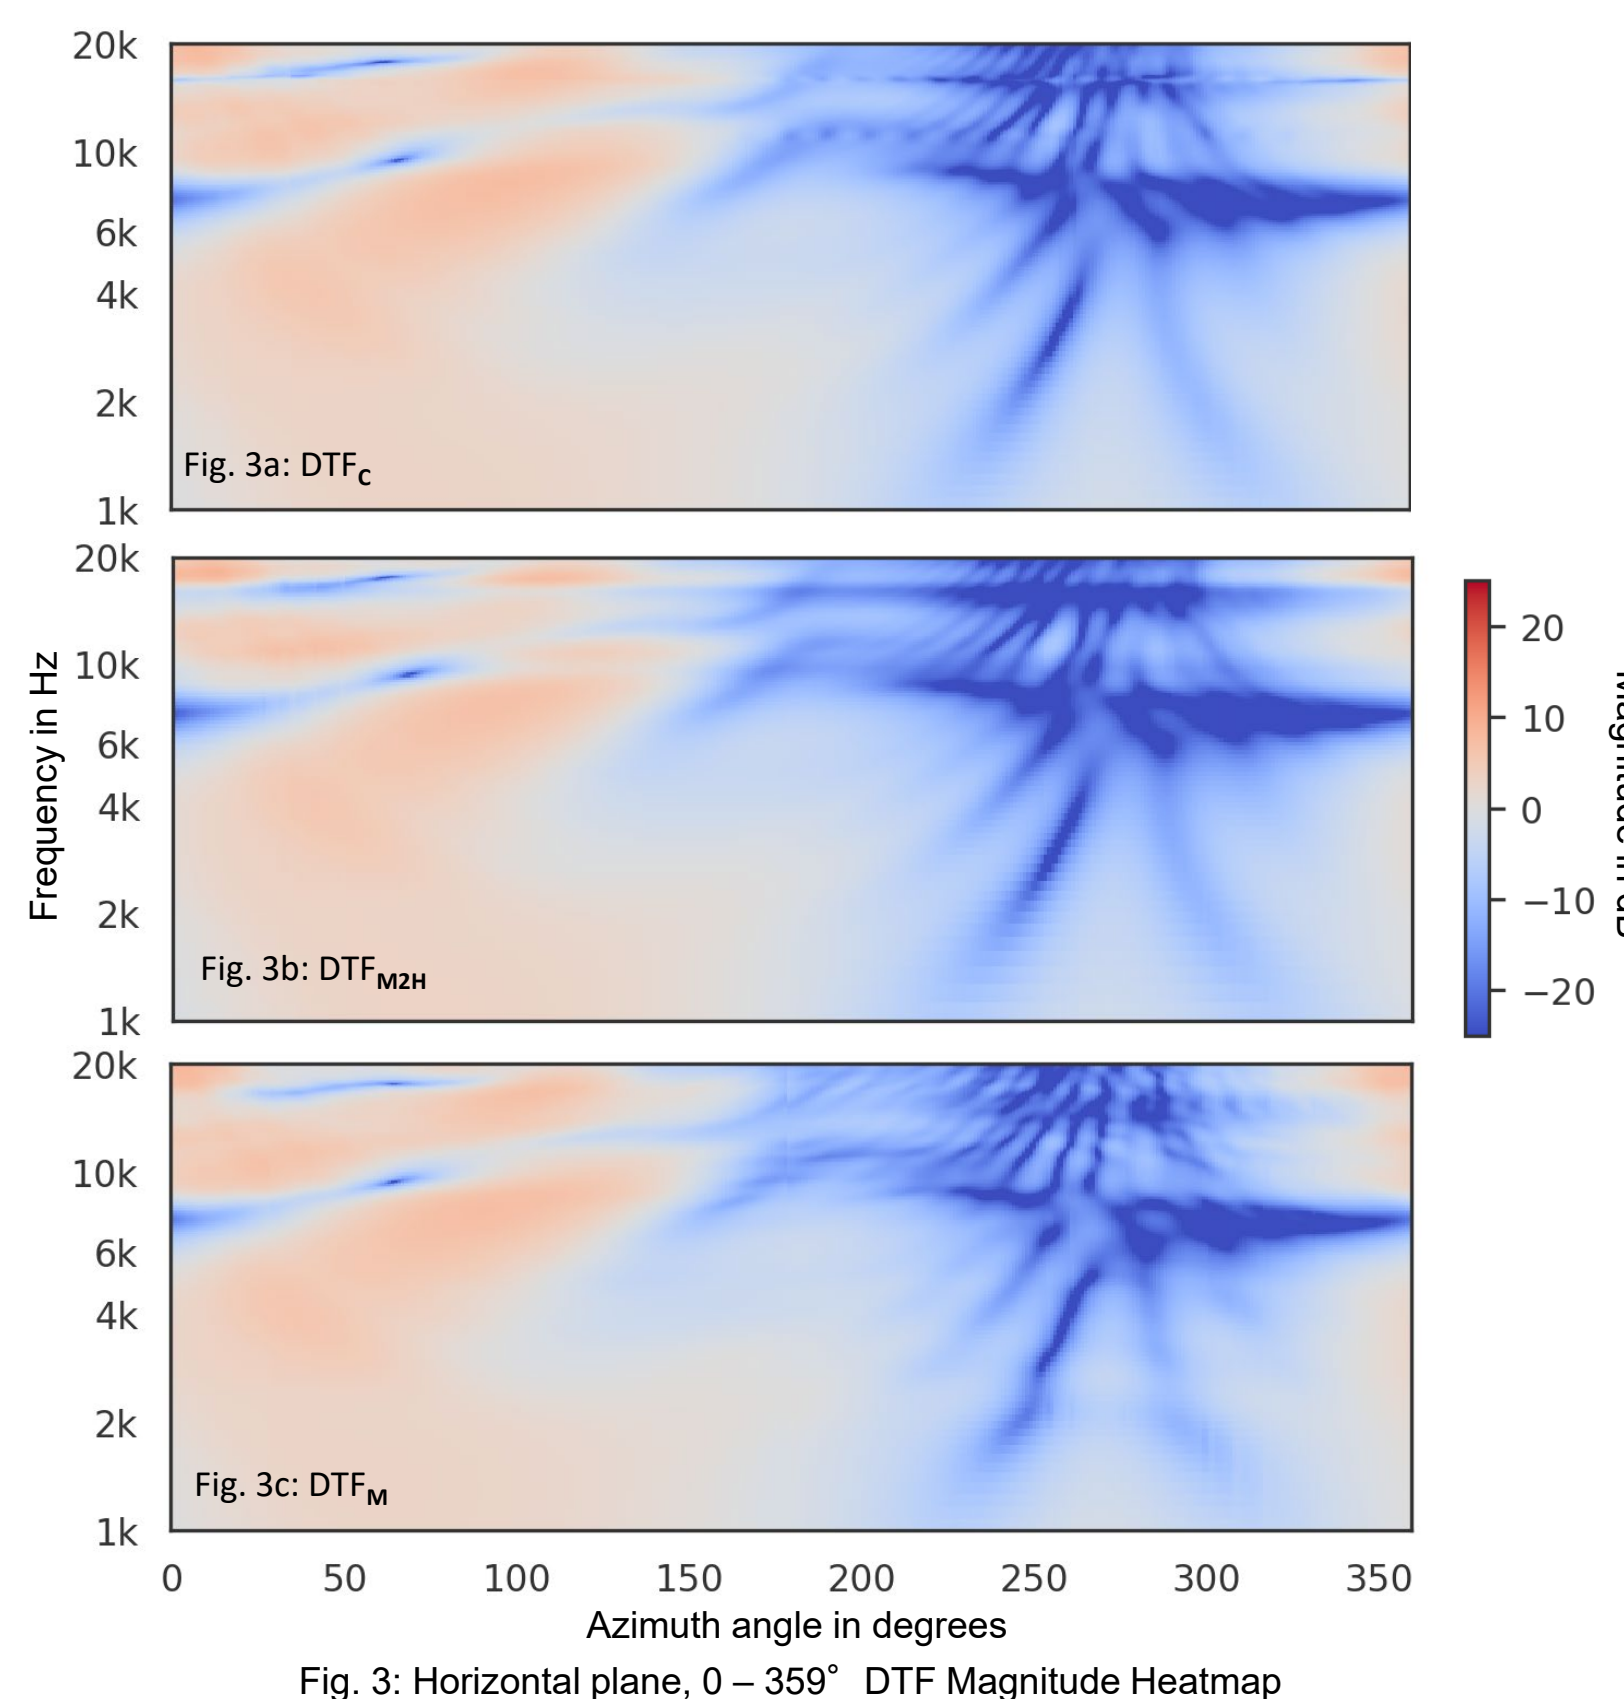 20k
10k
6k
4k
2k
1k
Fig. 3a: DTFC
20k
10k
6k
4k
2k
1k
Fig. 3b: DTFM2H
Frequency in Hz
20
10
0
−10
−20
20k
10k
6k
4k
2k
1k
Fig. 3c: DTFM
0 50 100 150 200 250 300 350
Azimuth angle in degrees
Fig. 3: Horizontal plane, 0 – 359° DTF Magnitude Heatmap